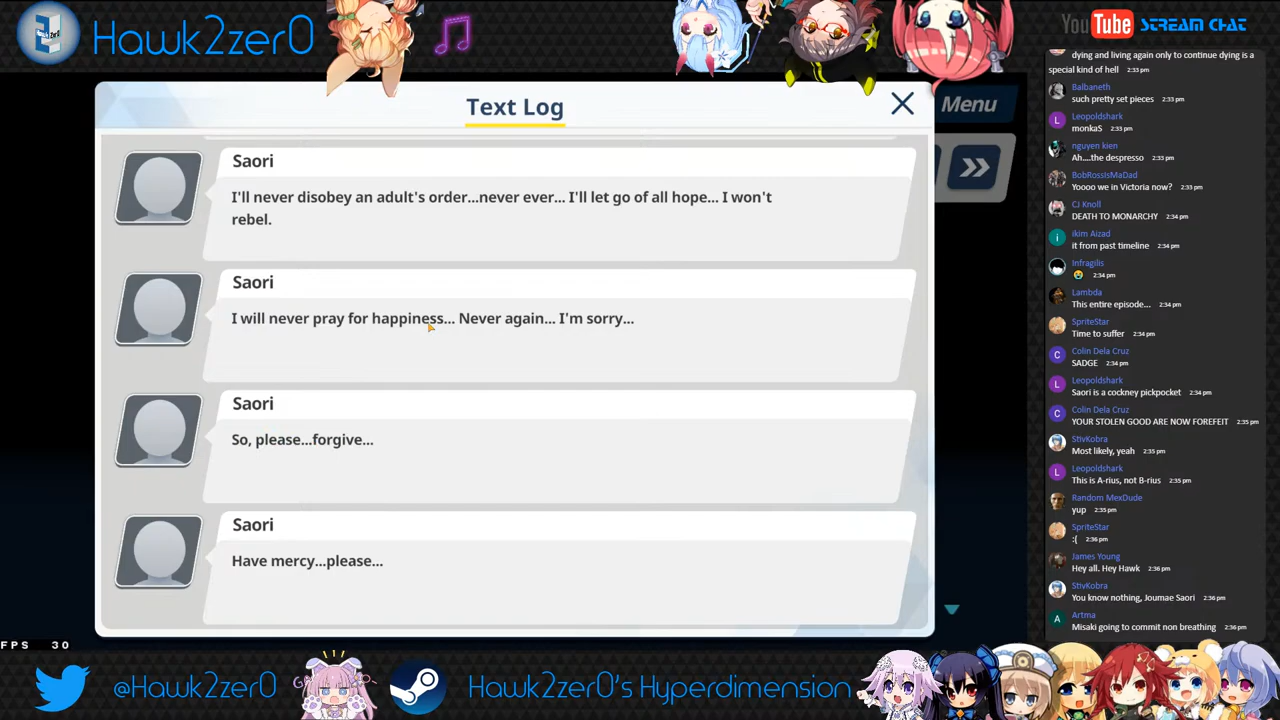 Hawk2zer0
You Tube STREAM CHAT
Menu
Text Log
Saori
I'll never disobey an adult's order...never ever... I'll let go of all hope... I won't
rebel.
Saori
I will never pray for happiness... Never again... I'm sorry...
Saori
So, please...forgive...
Saori
Have mercy...please...
dying and living again only to continue dying is a
special kind of hell 2:33 pm
Balbaneth
such pretty set pieces 2:33 pm
L
Leopoldshark
monkaS 2:33 pm
nguyen kien
Ah....the despresso 2:33 pm
BobRossIsMaDad
Yoooo we in Victoria now? 2:33 pm
CJ Knoll
DEATH TO MONARCHY 2:34 pm
i
ikim Aizad
it from past timeline 2:34 pm
Infragilis
2:34 pm
Lambda
This entire episode... 2:34 pm
SpriteStar
Time to suffer 2:34 pm
C
Colin Dela Cruz
SADGE 2:34 pm
L
Leopoldshark
Saori is a cockney pickpocket 2:34 pm
C
Colin Dela Cruz
YOUR STOLEN GOOD ARE NOW FOREFEIT 2:35 pm
StivKobra
Most likely, yeah 2:35 pm
L
Leopoldshark
This is A-rius, not B-rius 2:35 pm
Random MexDude
yup 2:35 pm
SpriteStar
:( 2:36 pm
James Young
Hey all. Hey Hawk 2:36 pm
StivKobra
You know nothing, Joumae Saori 2:36 pm
A
Artma
Misaki going to commit non breathing 2:36 pm
FPS 30
@Hawk2zer0
Hawk2zer0's Hyperdimension